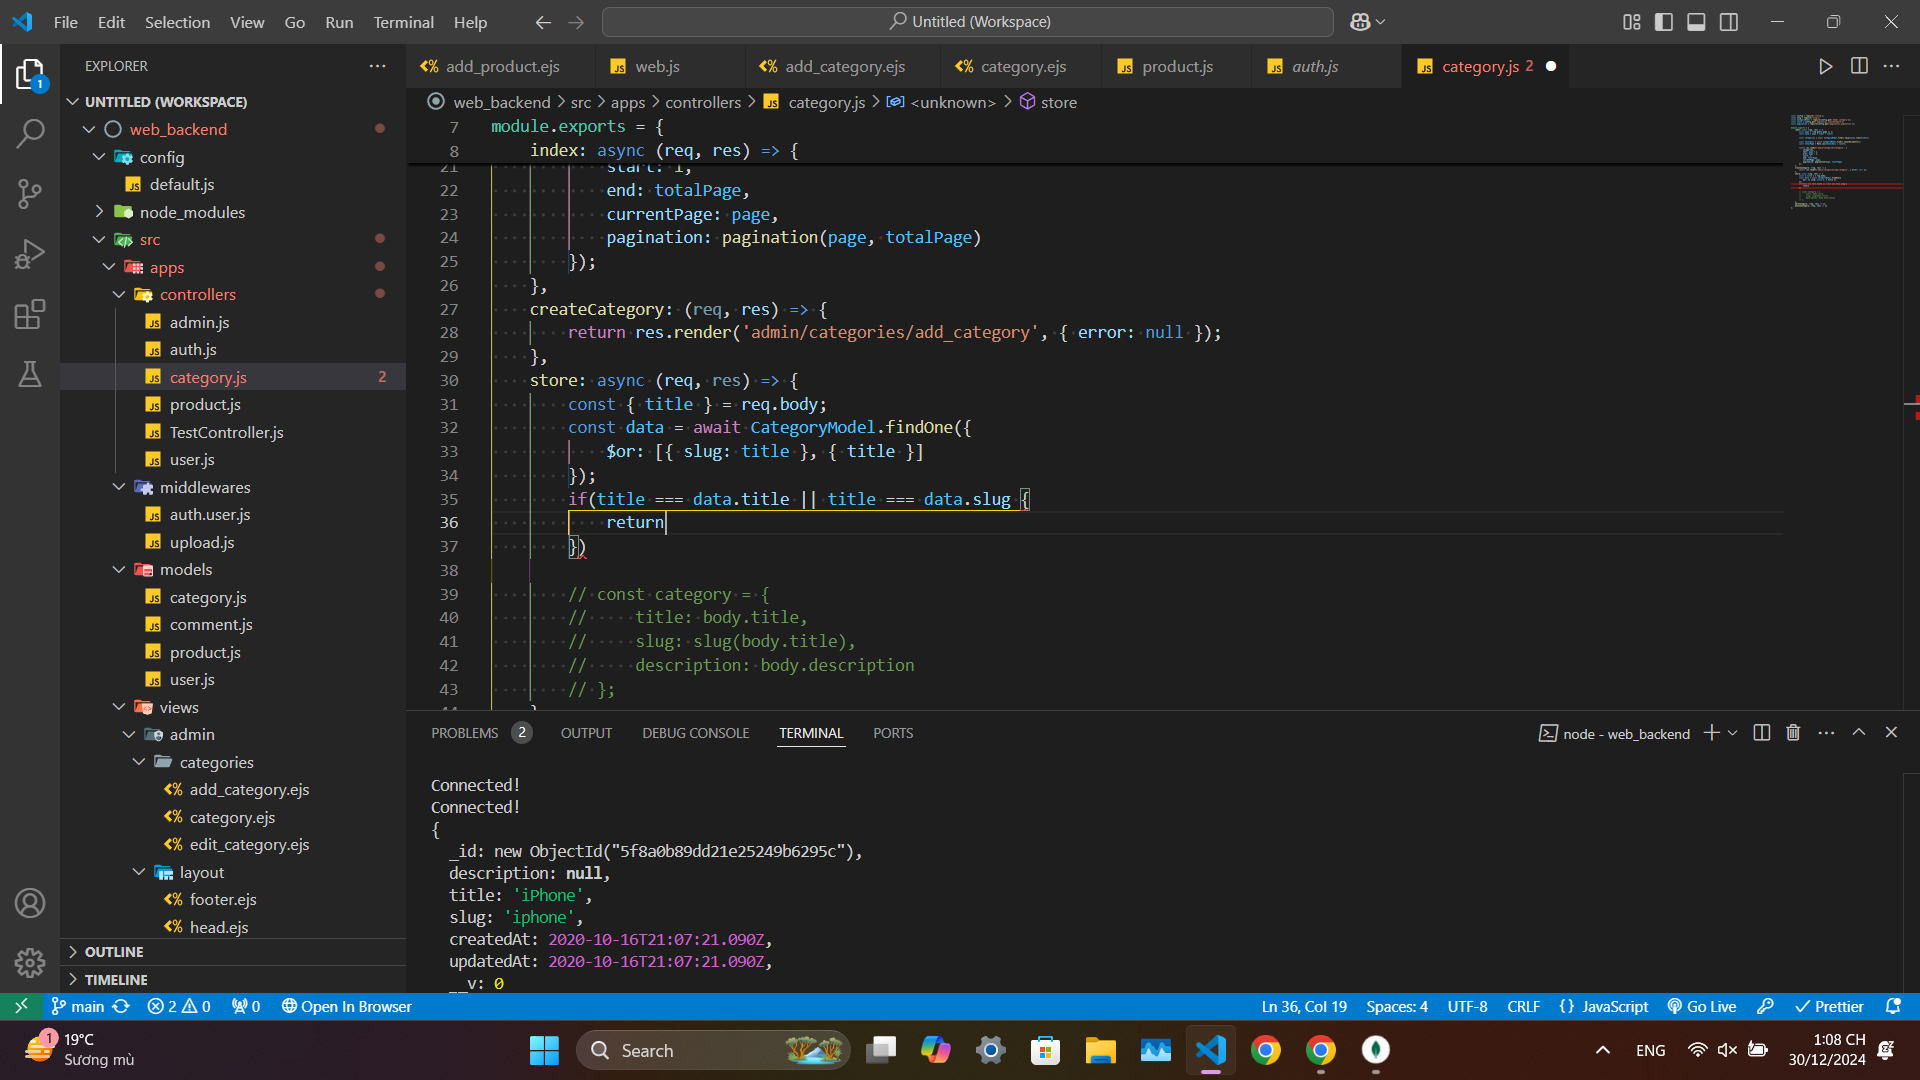 File Edit Selection View Go Run Terminal Help
Untitled (Workspace)
EXPLORER
1
UNTITLED (WORKSPACE)
web_backend
config
default.js
node_modules
src
apps
controllers
admin.js
auth.js
category.js 2
product.js
TestController.js
user.js
middlewares
auth.user.js
upload.js
models
category.js
comment.js
product.js
user.js
views
admin
categories
add_category.ejs
category.ejs
edit_category.ejs
layout
footer.ejs
head.ejs
OUTLINE
TIMELINE
add_product.ejs web.js add_category.ejs category.ejs product.js auth.js category.js 2
web_backend > src > apps > controllers > category.js > <unknown> > store
7 module.exports = {
8 index: async (req, res) => {
21 start: 1,
22 end: totalPage,
23 currentPage: page,
24 pagination: pagination(page, totalPage)
25 });
26 },
27 createCategory: (req, res) => {
28 return res.render('admin/categories/add_category', { error: null });
29 },
30 store: async (req, res) => {
31 const { title } = req.body;
32 const data = await CategoryModel.findOne({
33 $or: [{ slug: title }, { title }]
34 });
35 if(title === data.title || title === data.slug {
36 return
37 })
38
39 // const category = {
40 // title: body.title,
41 // slug: slug(body.title),
42 // description: body.description
43 // };
PROBLEMS 2 OUTPUT DEBUG CONSOLE TERMINAL PORTS
node - web_backend
Connected!
Connected!
{
_id: new ObjectId("5f8a0b89dd21e25249b6295c"),
description: null,
title: 'iPhone',
slug: 'iphone',
createdAt: 2020-10-16T21:07:21.090Z,
updatedAt: 2020-10-16T21:07:21.090Z,
__v: 0
main 2 0 0 Open In Browser Ln 36, Col 19 Spaces: 4 UTF-8 CRLF {} JavaScript Go Live Prettier
1
19°C
Sương mù
Search
ENG
1:08 CH
30/12/2024